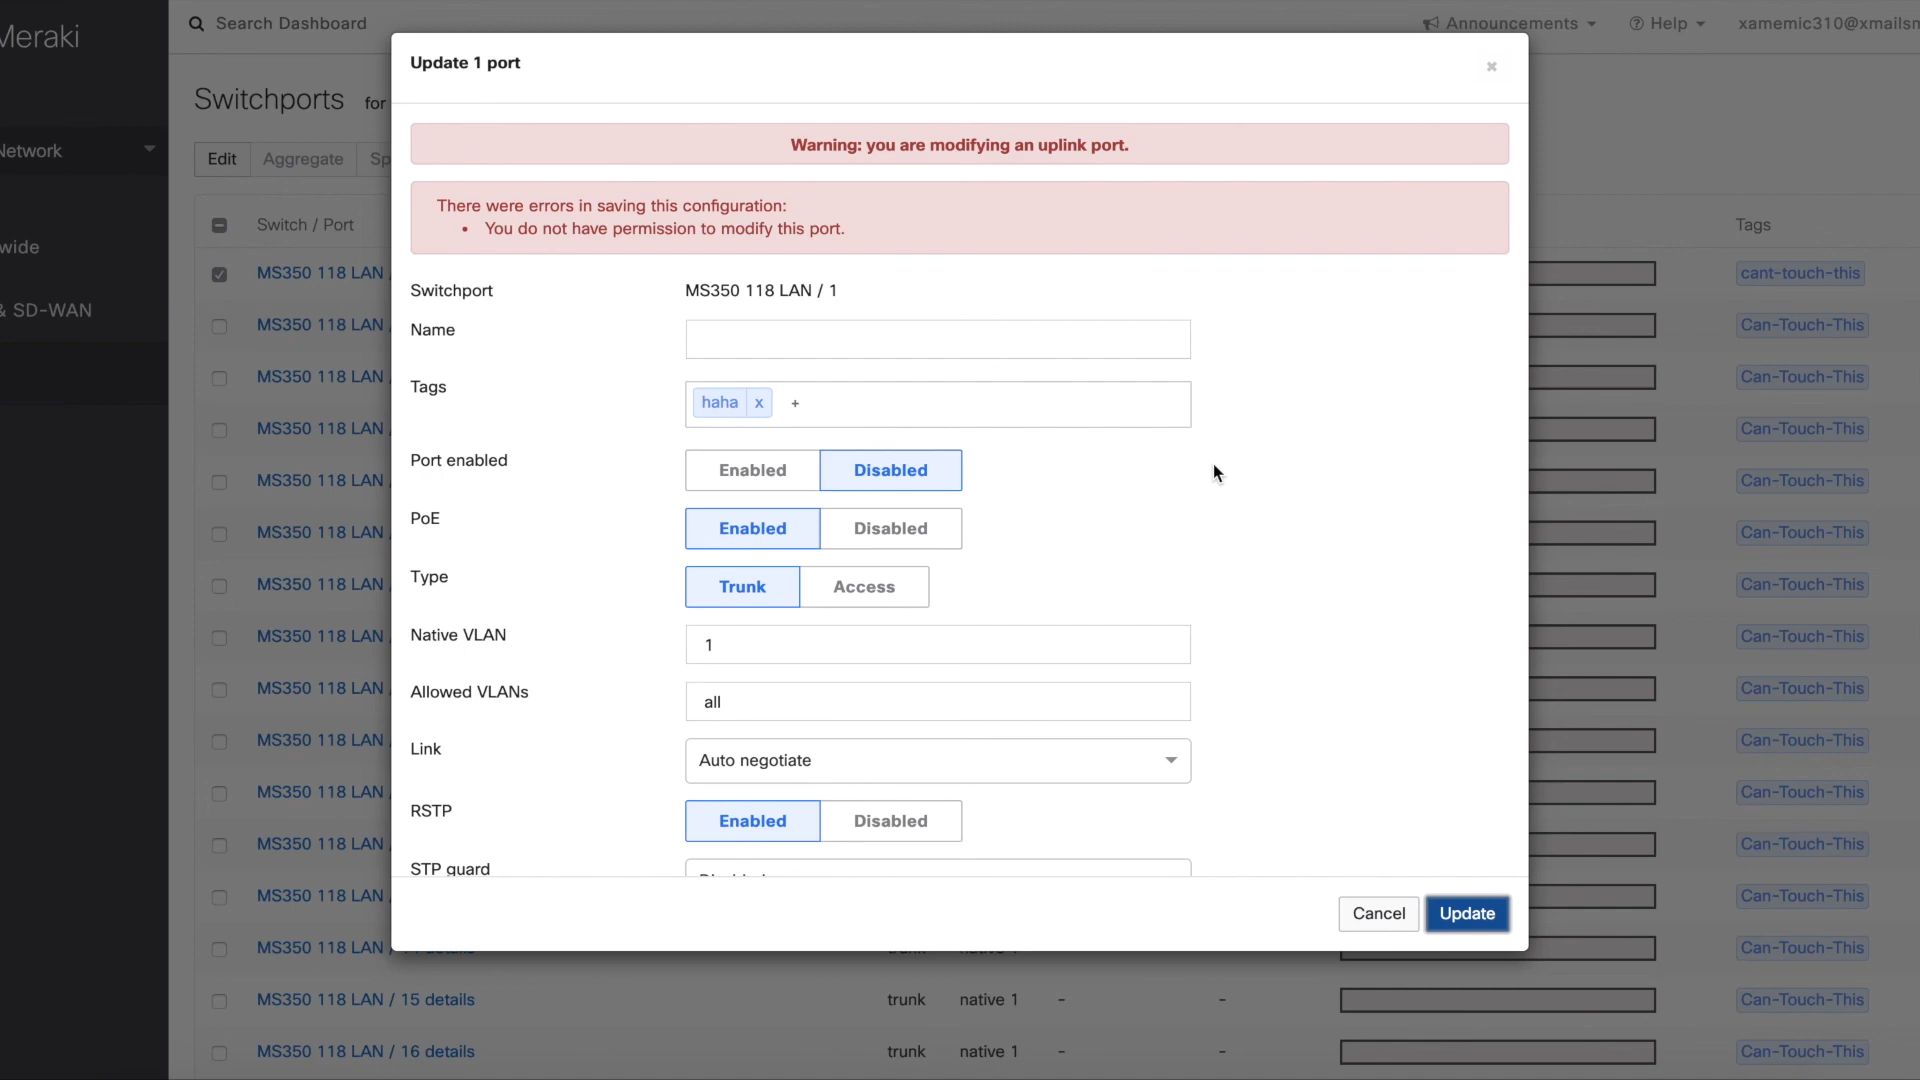 Meraki
Search Dashboard
Announcements
Help
xamemic310@xmailsn
Update 1 port
×
Switchports for
Network
Edit
Aggregate
Sp
Warning: you are modifying an uplink port.
There were errors in saving this configuration:
• You do not have permission to modify this port.
Switch / Port
Tags
wide
& SD-WAN
MS350 118 LAN /
cant-touch-this
MS350 118 LAN /
Can-Touch-This
MS350 118 LAN /
Can-Touch-This
MS350 118 LAN /
Can-Touch-This
MS350 118 LAN /
Can-Touch-This
MS350 118 LAN /
Can-Touch-This
MS350 118 LAN /
Can-Touch-This
MS350 118 LAN /
Can-Touch-This
MS350 118 LAN /
Can-Touch-This
MS350 118 LAN /
Can-Touch-This
MS350 118 LAN /
Can-Touch-This
MS350 118 LAN /
Can-Touch-This
MS350 118 LAN /
Can-Touch-This
MS350 118 LAN /
Can-Touch-This
MS350 118 LAN / 15 details trunk native 1 - -
Can-Touch-This
MS350 118 LAN / 16 details trunk native 1 - -
Can-Touch-This
Switchport MS350 118 LAN / 1
Name
Tags haha x +
Port enabled Enabled Disabled
PoE Enabled Disabled
Type Trunk Access
Native VLAN 1
Allowed VLANs all
Link Auto negotiate
RSTP Enabled Disabled
STP guard
Cancel Update